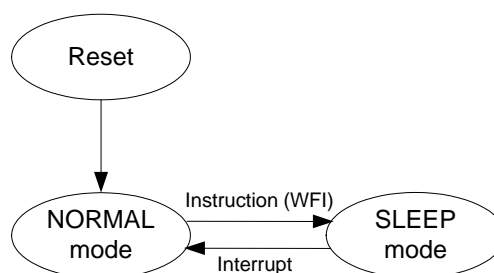 Reset
Instruction (WFI)
NORMAL
mode
SLEEP
mode
Interrupt